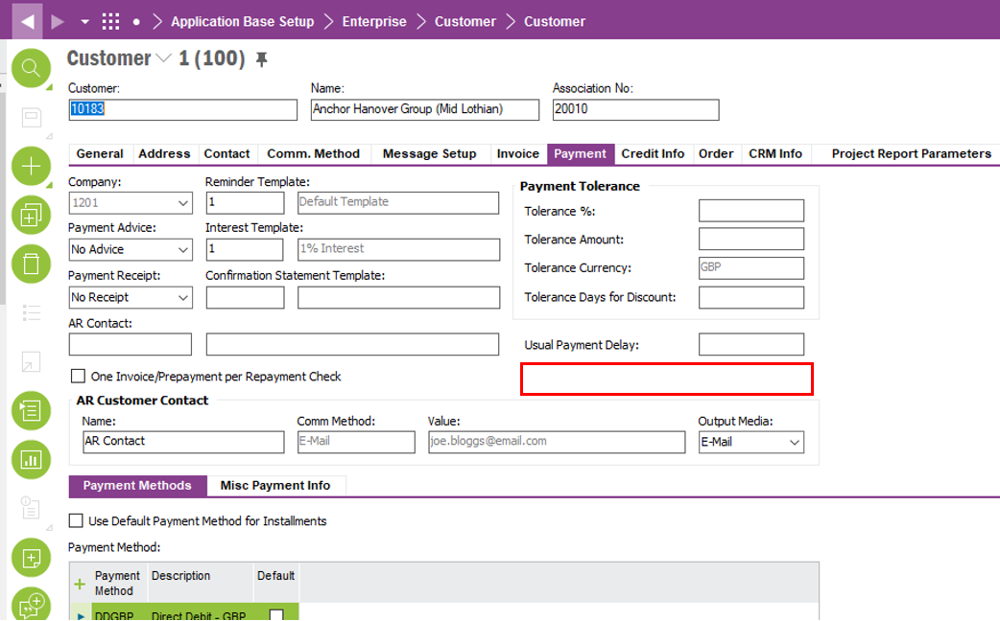 Application Base Setup Enterprise Customer Customer
Customer 1 (100)
Customer: Name: Association No:
10183 Anchor Hanover Group (Mid Lothian) 20010
General Address Contact Comm. Method Message Setup Invoice Payment Credit Info Order CRM Info Project Report Parameters
Company: Reminder Template:
1201 1 Default Template
Payment Advice: Interest Template:
No Advice 1 1% Interest
Payment Receipt: Confirmation Statement Template:
No Receipt
AR Contact:
One Invoice/Prepayment per Repayment Check
Payment Tolerance
Tolerance %:
Tolerance Amount:
Tolerance Currency: GBP
Tolerance Days for Discount:
Usual Payment Delay:
AR Customer Contact
Name: Comm Method: Value: Output Media:
AR Contact E-Mail joe.bloggs@email.com E-Mail
Payment Methods Misc Payment Info
Use Default Payment Method for Installments
Payment Method:
Payment Method Description Default
DDGBP Direct Debit - GBP